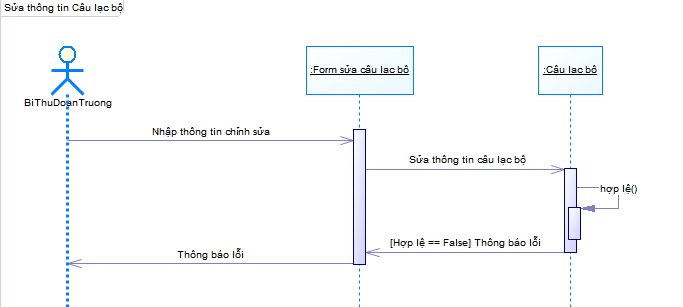 Sửa thông tin Câu lạc bộ
:Form sửa câu lạc bộ
:Câu lạc bộ
BiThuDoanTruong
Nhập thông tin chỉnh sửa
Sửa thông tin câu lạc bộ
hợp lệ()
[Hợp lệ == False] Thông báo lỗi
Thông báo lỗi